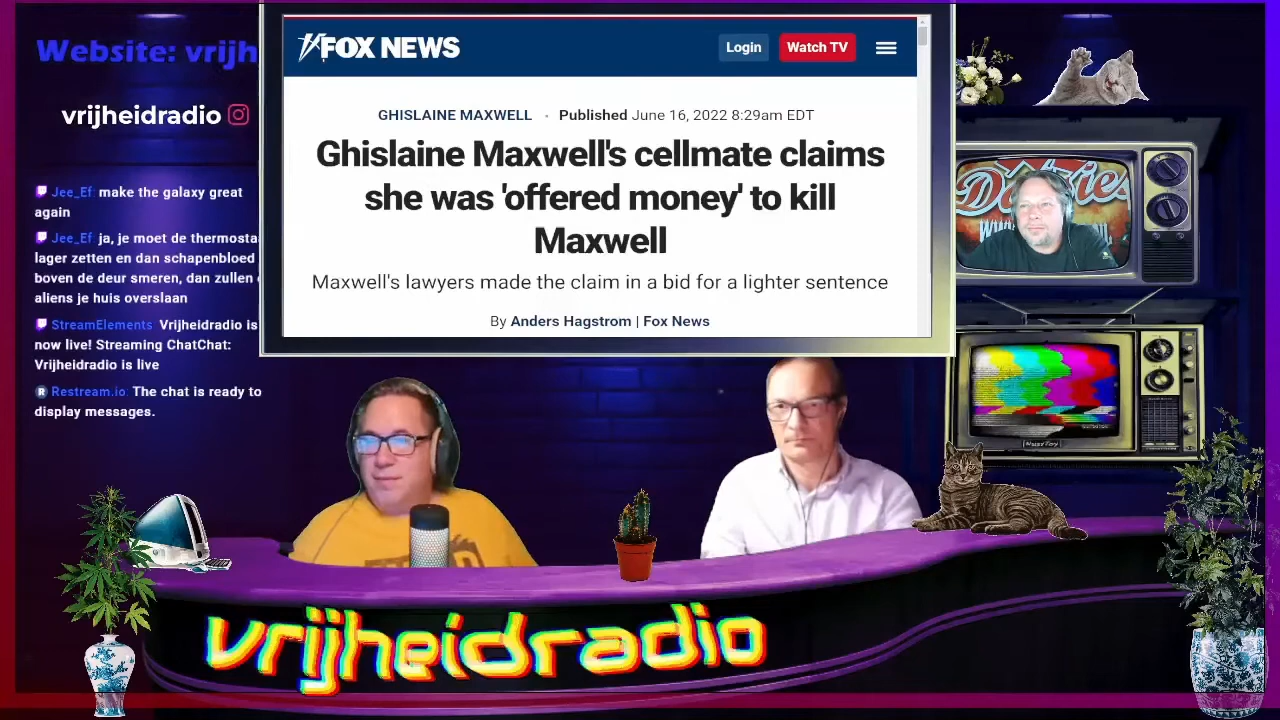 Website: vrijh
vrijheidradio
Jee_Ef: make the galaxy great
again
Jee_Ef: ja, je moet de thermosta
lager zetten en dan schapenbloed
boven de deur smeren, dan zullen
aliens je huis overslaan
StreamElements: Vrijheidradio is
now live! Streaming ChatChat:
Vrijheidradio is live
Restream.io: The chat is ready to
display messages.
FOX NEWS
Login
Watch TV
GHISLAINE MAXWELL • Published June 16, 2022 8:29am EDT
Ghislaine Maxwell's cellmate claims
she was 'offered money' to kill
Maxwell
Maxwell's lawyers made the claim in a bid for a lighter sentence
By Anders Hagstrom | Fox News
vrijheidradio